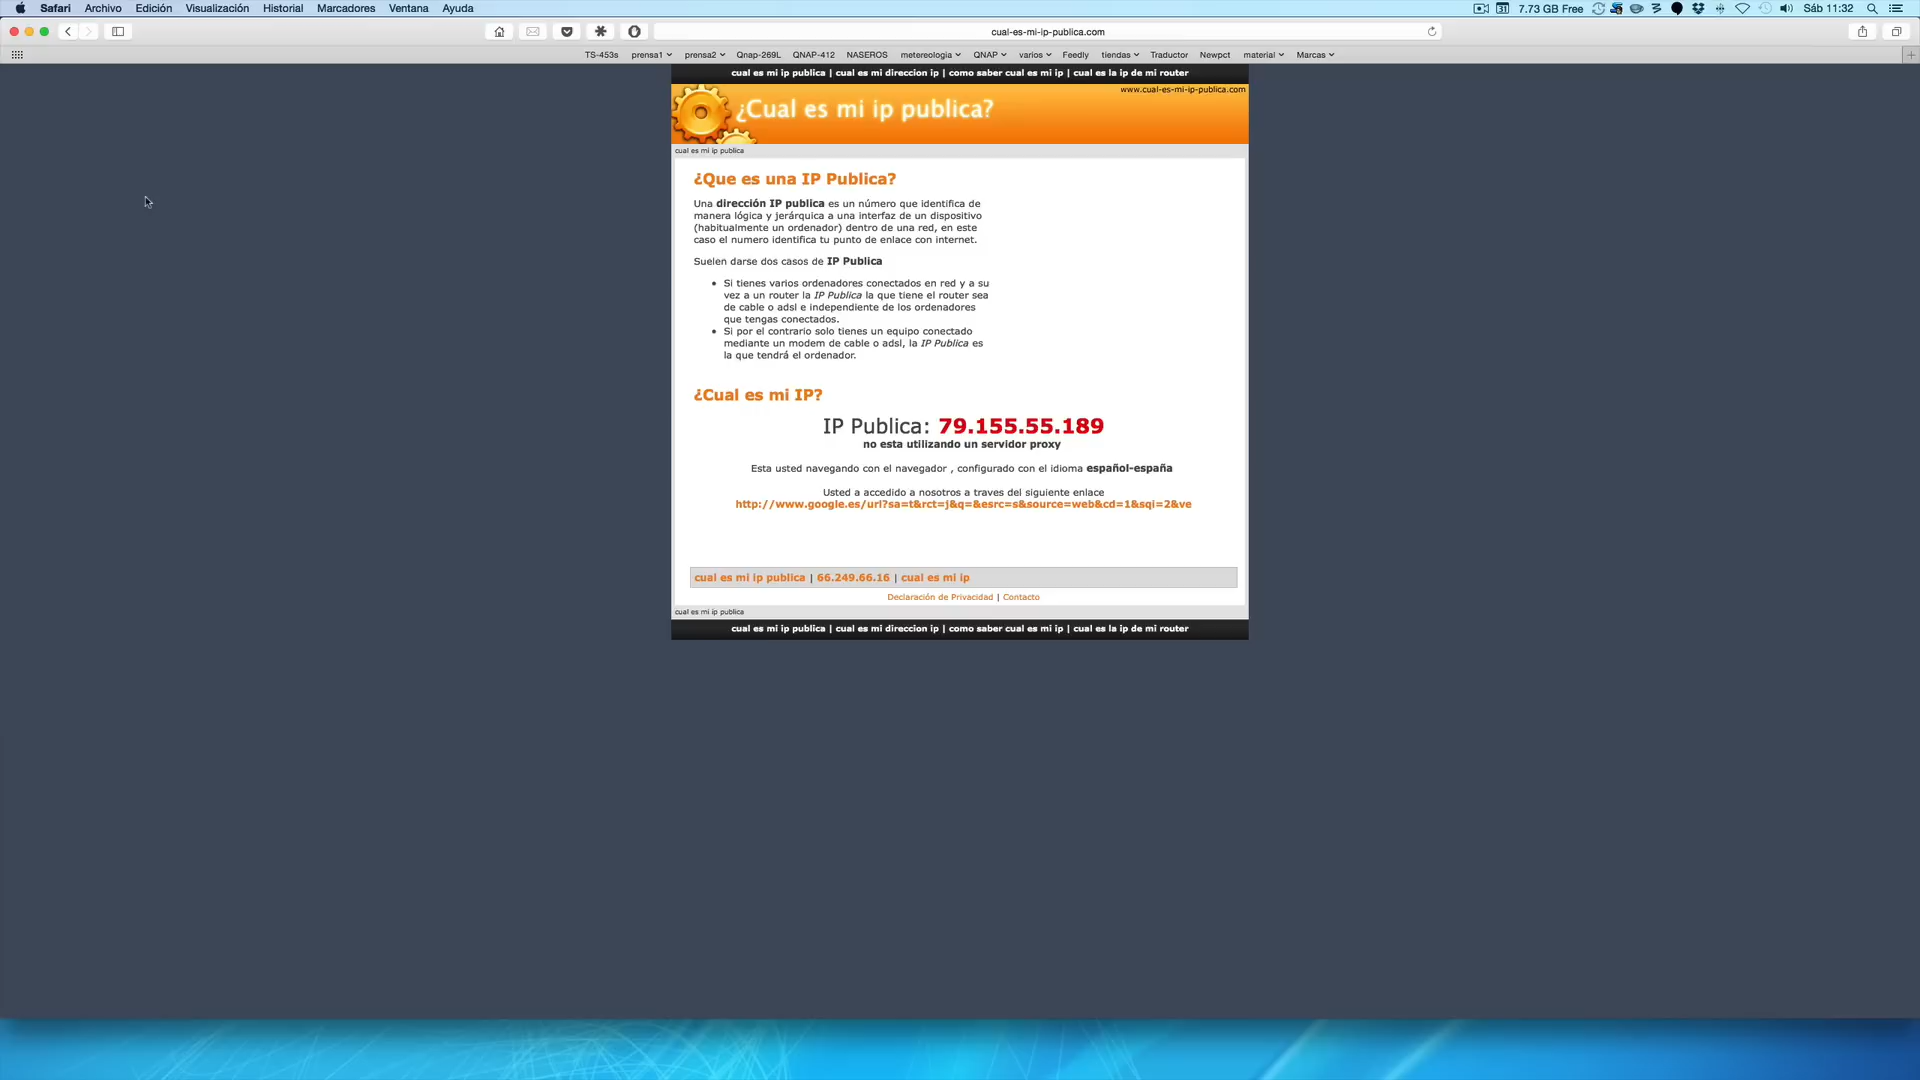 Safari Archivo Edición Visualización Historial Marcadores Ventana Ayuda 31 7.73 GB Free Sáb 11:32
cual-es-mi-ip-publica.com
TS-453s prensa1 prensa2 Qnap-269L QNAP-412 NASEROS metereologia QNAP varios Feedly tiendas Traductor Newpct material Marcas
cual es mi ip publica | cual es mi direccion ip | como saber cual es mi ip | cual es la ip de mi router
www.cual-es-mi-ip-publica.com
¿Cual es mi ip publica?
cual es mi ip publica
¿Que es una IP Publica?
Una dirección IP publica es un número que identifica de
manera lógica y jerárquica a una interfaz de un dispositivo
(habitualmente un ordenador) dentro de una red, en este
caso el numero identifica tu punto de enlace con internet.
Suelen darse dos casos de IP Publica
• Si tienes varios ordenadores conectados en red y a su
vez a un router la IP Publica la que tiene el router sea
de cable o adsl e independiente de los ordenadores
que tengas conectados.
• Si por el contrario solo tienes un equipo conectado
mediante un modem de cable o adsl, la IP Publica es
la que tendrá el ordenador.
¿Cual es mi IP?
IP Publica: 79.155.55.189
no esta utilizando un servidor proxy
Esta usted navegando con el navegador , configurado con el idioma español-españa
Usted a accedido a nosotros a traves del siguiente enlace
http://www.google.es/url?sa=t&rct=j&q=&esrc=s&source=web&cd=1&sqi=2&ve
cual es mi ip publica | 66.249.66.16 | cual es mi ip
Declaración de Privacidad | Contacto
cual es mi ip publica
cual es mi ip publica | cual es mi direccion ip | como saber cual es mi ip | cual es la ip de mi router